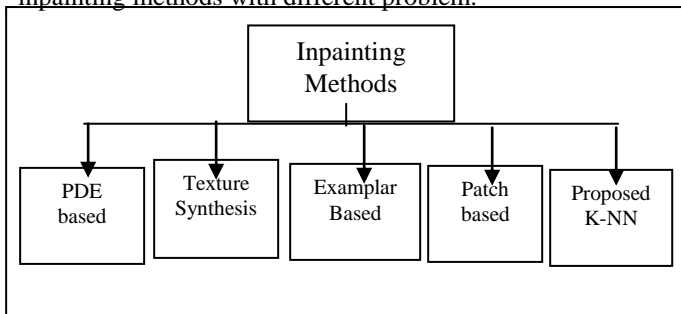 inpainting methods with different problem.
Inpainting
Methods
PDE
based
Texture
Synthesis
Examplar
Based
Patch
based
Proposed
K-NN